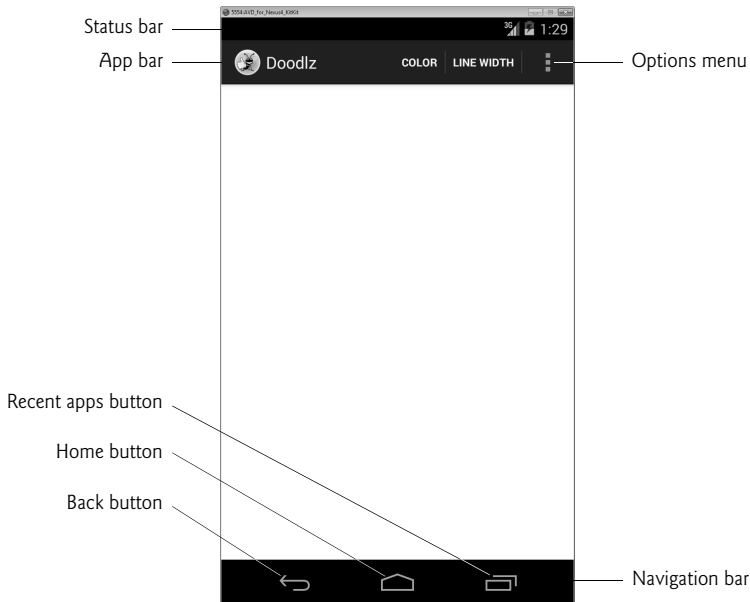 5554:AVD_for_Nexus4_KitKit
Status bar
3G 1:29
App bar
Doodlz
COLOR
LINE WIDTH
Options menu
Recent apps button
Home button
Back button
Navigation bar